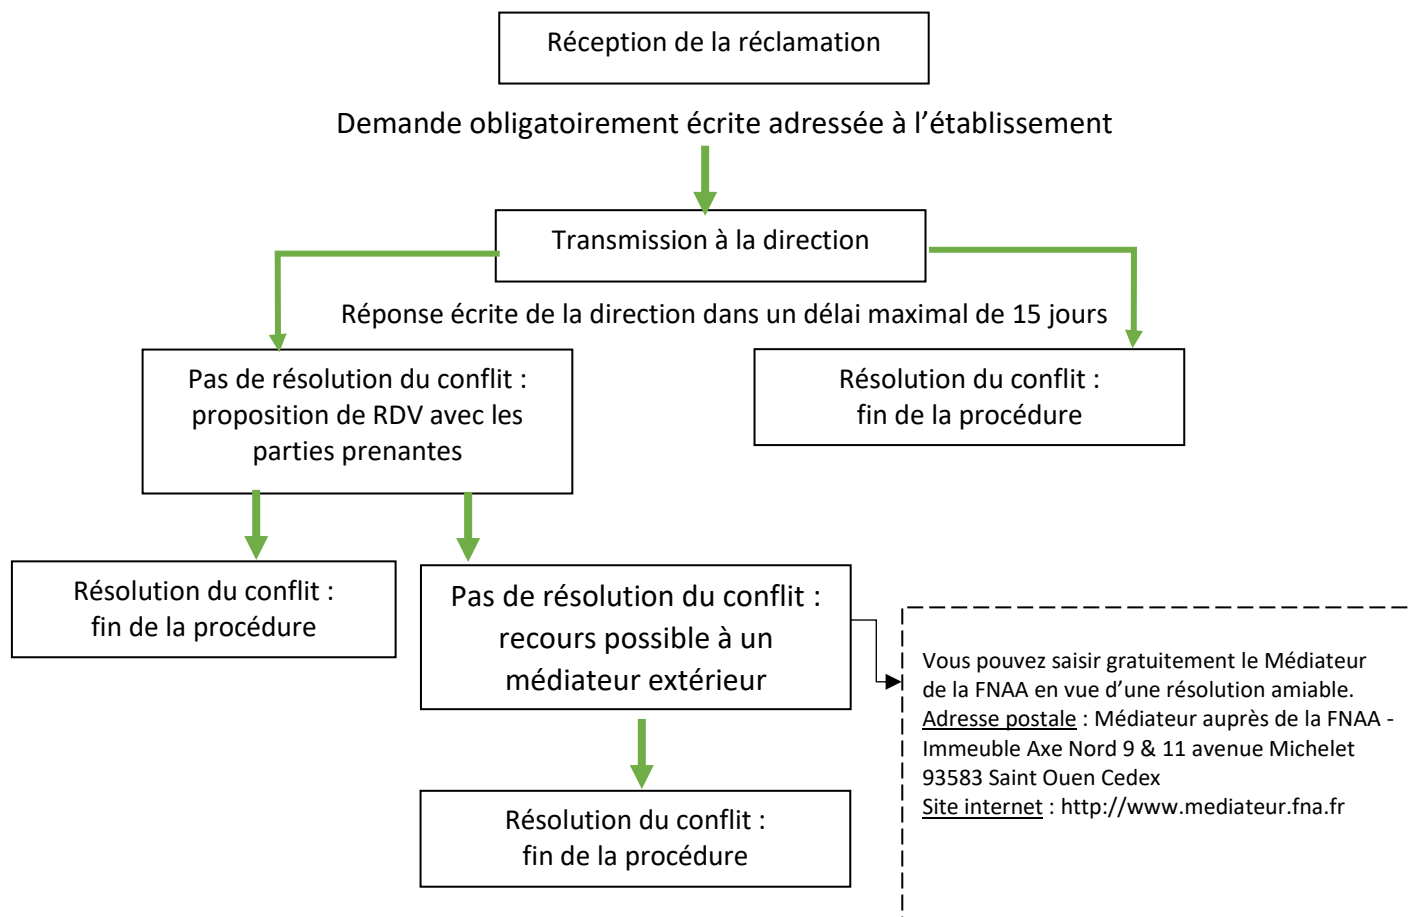 Réception de la réclamation
Demande obligatoirement écrite adressée à l’établissement
Transmission à la direction
Réponse écrite de la direction dans un délai maximal de 15 jours
Pas de résolution du conflit :
proposition de RDV avec les
parties prenantes
Résolution du conflit :
fin de la procédure
Résolution du conflit :
fin de la procédure
Pas de résolution du conflit :
recours possible à un
médiateur extérieur
Vous pouvez saisir gratuitement le Médiateur
de la FNAA en vue d’une résolution amiable.
Adresse postale : Médiateur auprès de la FNAA -
Immeuble Axe Nord 9 & 11 avenue Michelet
93583 Saint Ouen Cedex
Site internet : http://www.mediateur.fna.fr
Résolution du conflit :
fin de la procédure